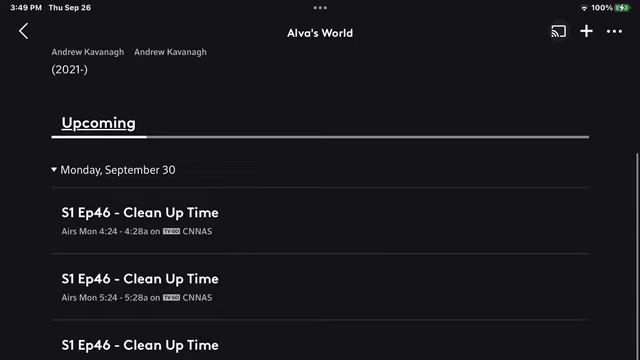 3:49 PM Thu Sep 26
100%
Alva's World
Andrew Kavanagh Andrew Kavanagh
(2021-)
Upcoming
Monday, September 30
S1 Ep46 - Clean Up Time
Airs Mon 4:24 - 4:28a on TVGO CNNAS
S1 Ep46 - Clean Up Time
Airs Mon 5:24 - 5:28a on TVGO CNNAS
S1 Ep46 - Clean Up Time